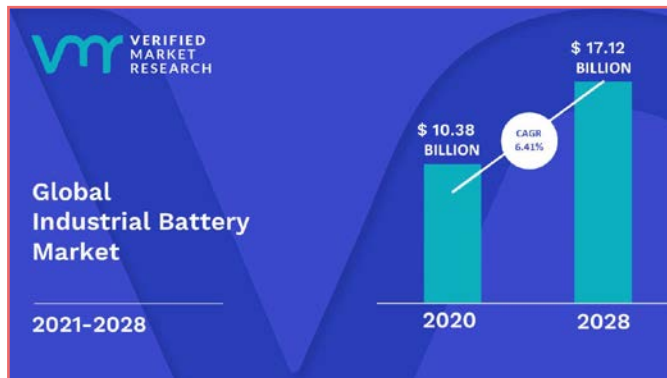 vmr
VERIFIED
MARKET
RESEARCH
Global
Industrial Battery
Market
2021-2028
$ 10.38
BILLION
CAGR
6.41%
$ 17.12
BILLION
2020
2028